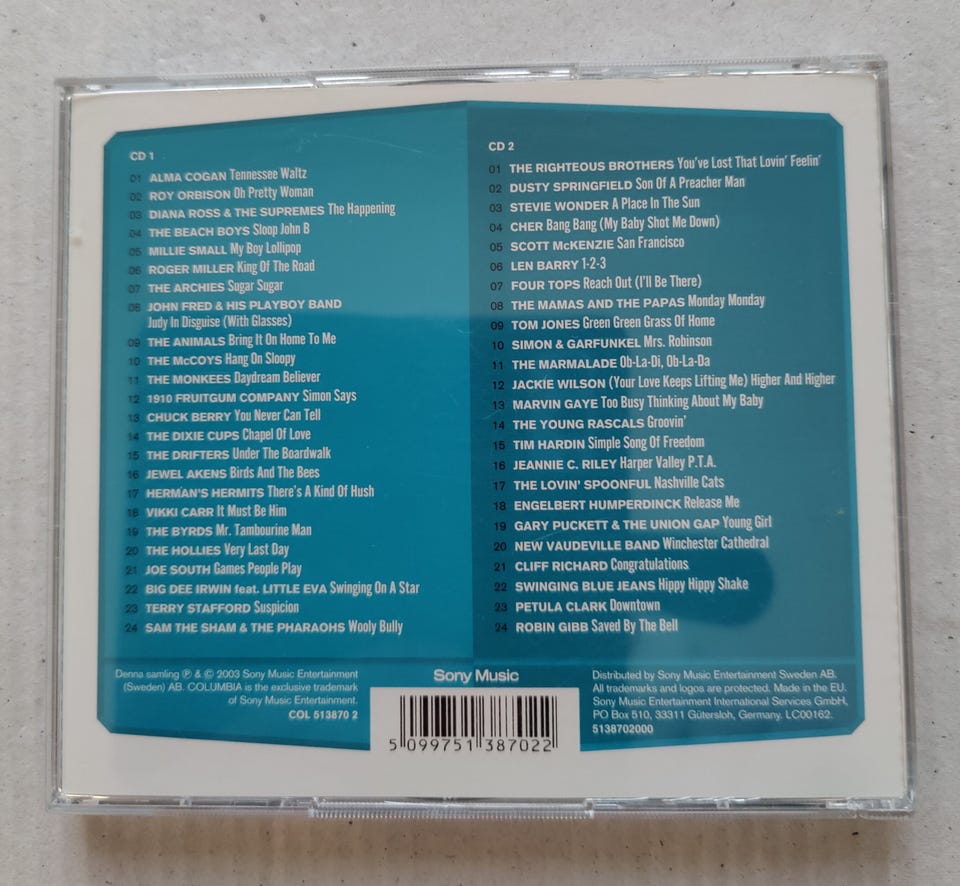 CD 1
01 ALMA COGAN Tennessee Waltz
02 ROY ORBISON Oh Pretty Woman
03 DIANA ROSS & THE SUPREMES The Happening
04 THE BEACH BOYS Sloop John B
05 MILLIE SMALL My Boy Lollipop
06 ROGER MILLER King Of The Road
07 THE ARCHIES Sugar Sugar
08 JOHN FRED & HIS PLAYBOY BAND
Judy In Disguise (With Glasses)
09 THE ANIMALS Bring It On Home To Me
10 THE McCOYS Hang On Sloopy
11 THE MONKEES Daydream Believer
12 1910 FRUITGUM COMPANY Simon Says
13 CHUCK BERRY You Never Can Tell
14 THE DIXIE CUPS Chapel Of Love
15 THE DRIFTERS Under The Boardwalk
16 JEWEL AKENS Birds And The Bees
17 HERMAN'S HERMITS There's A Kind Of Hush
18 VIKKI CARR It Must Be Him
19 THE BYRDS Mr. Tambourine Man
20 THE HOLLIES Very Last Day
21 JOE SOUTH Games People Play
22 BIG DEE IRWIN feat. LITTLE EVA Swinging On A Star
23 TERRY STAFFORD Suspicion
24 SAM THE SHAM & THE PHARAOHS Wooly Bully
CD 2
01 THE RIGHTEOUS BROTHERS You've Lost That Lovin' Feelin'
02 DUSTY SPRINGFIELD Son Of A Preacher Man
03 STEVIE WONDER A Place In The Sun
04 CHER Bang Bang (My Baby Shot Me Down)
05 SCOTT McKENZIE San Francisco
06 LEN BARRY 1-2-3
07 FOUR TOPS Reach Out (I'll Be There)
08 THE MAMAS AND THE PAPAS Monday Monday
09 TOM JONES Green Green Grass Of Home
10 SIMON & GARFUNKEL Mrs. Robinson
11 THE MARMALADE Ob-La-Di, Ob-La-Da
12 JACKIE WILSON (Your Love Keeps Lifting Me) Higher And Higher
13 MARVIN GAYE Too Busy Thinking About My Baby
14 THE YOUNG RASCALS Groovin'
15 TIM HARDIN Simple Song Of Freedom
16 JEANNIE C. RILEY Harper Valley P.T.A.
17 THE LOVIN' SPOONFUL Nashville Cats
18 ENGELBERT HUMPERDINCK Release Me
19 GARY PUCKETT & THE UNION GAP Young Girl
20 NEW VAUDEVILLE BAND Winchester Cathedral
21 CLIFF RICHARD Congratulations
22 SWINGING BLUE JEANS Hippy Hippy Shake
23 PETULA CLARK Downtown
24 ROBIN GIBB Saved By The Bell
Denna samling ℗ & © 2003 Sony Music Entertainment
(Sweden) AB. COLUMBIA is the exclusive trademark
of Sony Music Entertainment.
COL 513870 2
Sony Music
5 099751 387022
Distributed by Sony Music Entertainment Sweden AB.
All trademarks and logos are protected. Made in the EU.
Sony Music Entertainment International Services GmbH,
PO Box 510, 33311 Gütersloh, Germany. LC00162.
5138702000